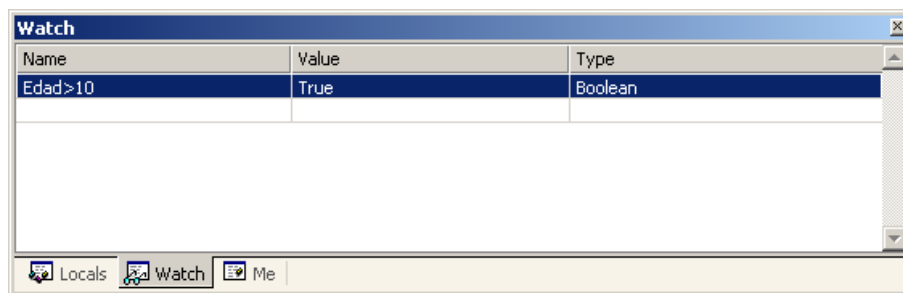 Watch
Name Value Type
Edad>10 True Boolean
Locals Watch Me